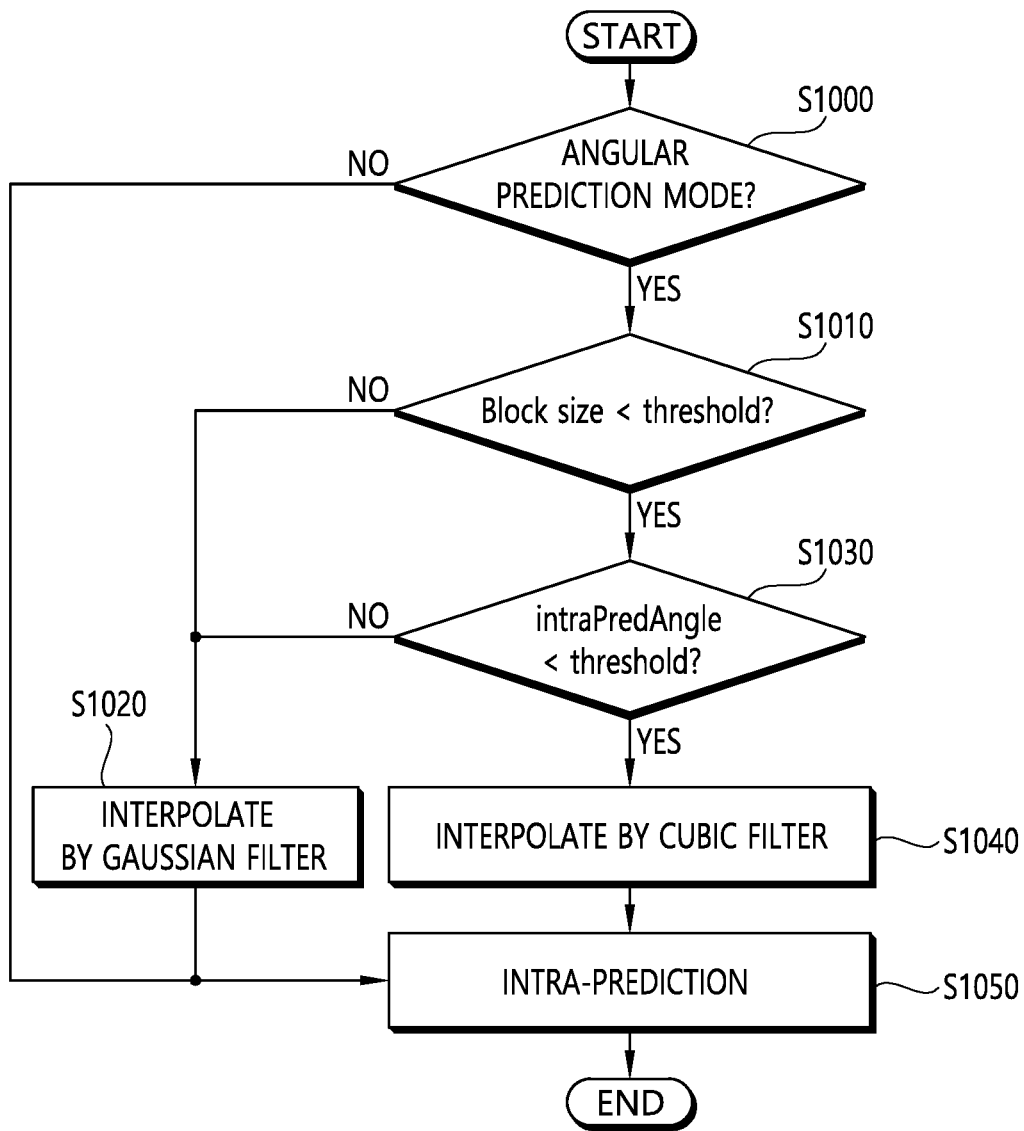 START
S1000
NO
ANGULAR
PREDICTION MODE?
YES
S1010
NO
Block size < threshold?
YES
S1030
NO
intraPredAngle
< threshold?
S1020
YES
INTERPOLATE
BY GAUSSIAN FILTER
INTERPOLATE BY CUBIC FILTER
S1040
INTRA-PREDICTION
S1050
END